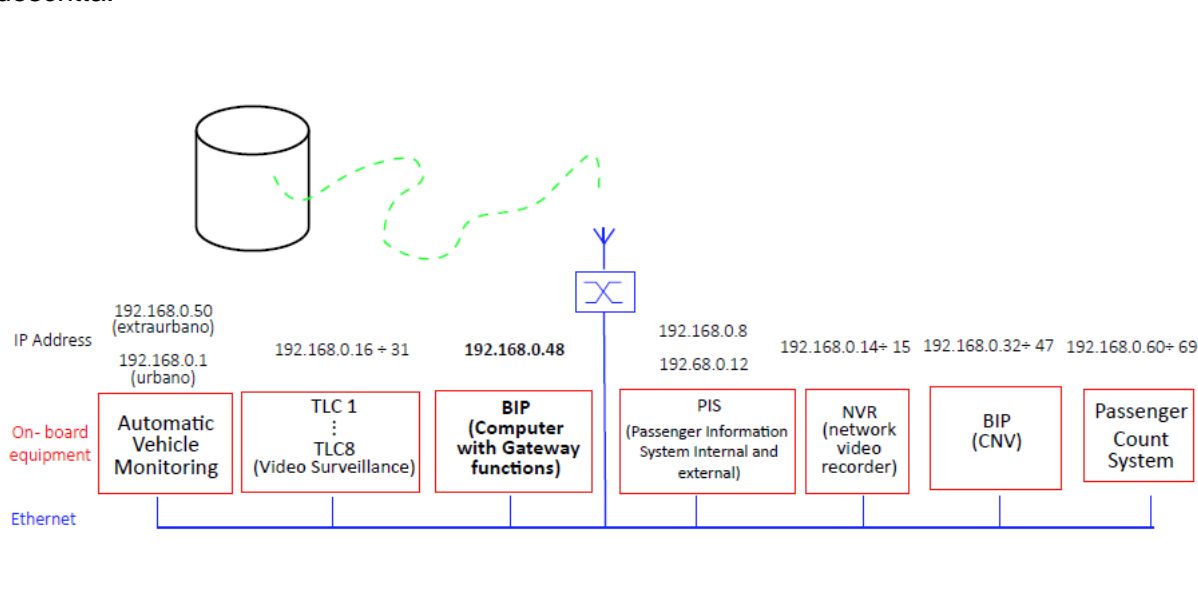 IP Address
192.168.0.50
(extraurbano)
192.168.0.1
(urbano)
192.168.0.16 ÷ 31
192.168.0.48
192.168.0.8
192.68.0.12
192.168.0.14÷ 15
192.168.0.32÷ 47
192.168.0.60÷ 69
On- board
equipment
Automatic
Vehicle
Monitoring
TLC 1
⋮
TLC8
(Video Surveillance)
BIP
(Computer
with Gateway
functions)
PIS
(Passenger Information
System Internal and
external)
NVR
(network
video
recorder)
BIP
(CNV)
Passenger
Count
System
Ethernet